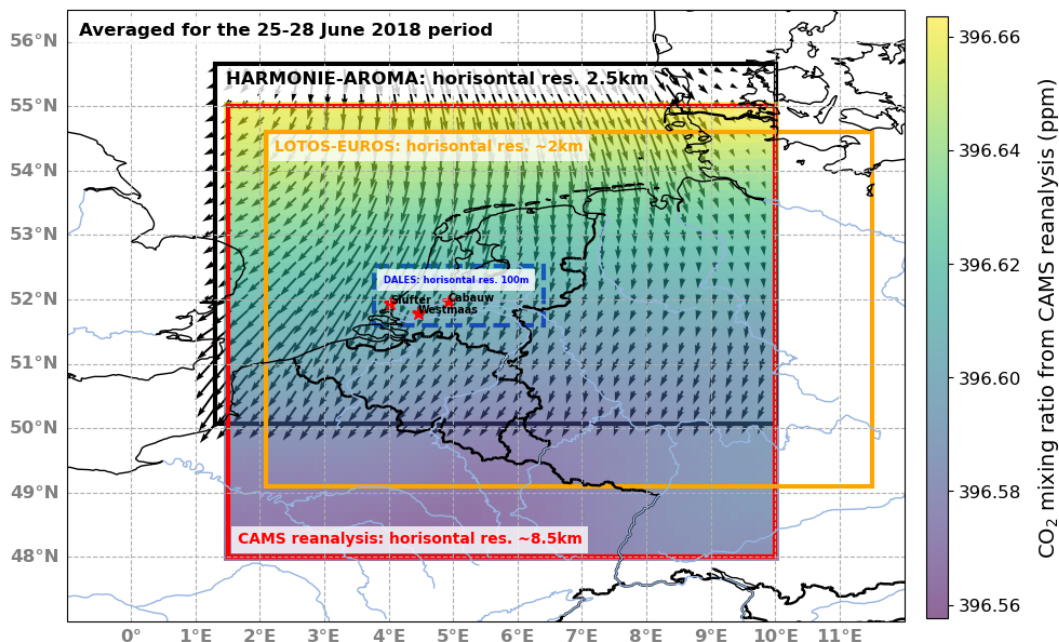 Averaged for the 25-28 June 2018 period
HARMONIE-AROMA: horisontal res. 2.5km
LOTOS-EUROS: horisontal res. ~2km
DALES: horisontal res. 100m
Slufter
Cabauw
Westmaas
CAMS reanalysis: horisontal res. ~8.5km
56°N
55°N
54°N
53°N
52°N
51°N
50°N
49°N
48°N
0°
1°E
2°E
3°E
4°E
5°E
6°E
7°E
8°E
9°E
10°E
11°E
396.66
396.64
396.62
396.60
396.58
396.56
CO₂ mixing ratio from CAMS reanalysis (ppm)